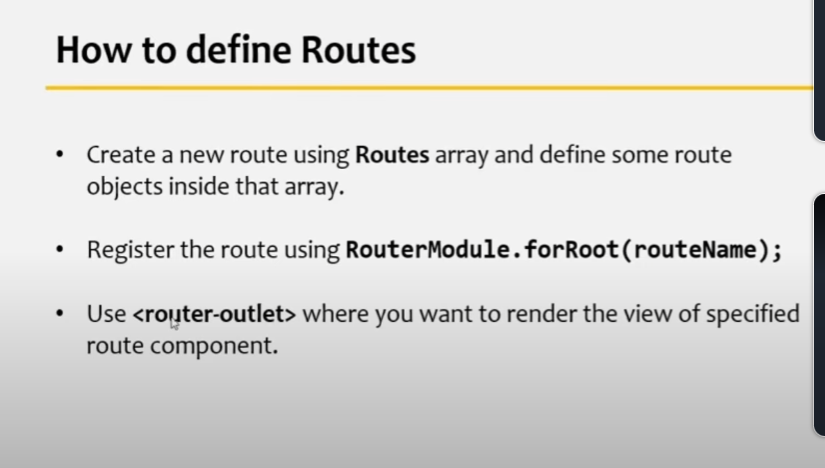 How to define Routes
• Create a new route using Routes array and define some route
objects inside that array.
• Register the route using RouterModule.forRoot(routeName);
• Use <router-outlet> where you want to render the view of specified
route component.